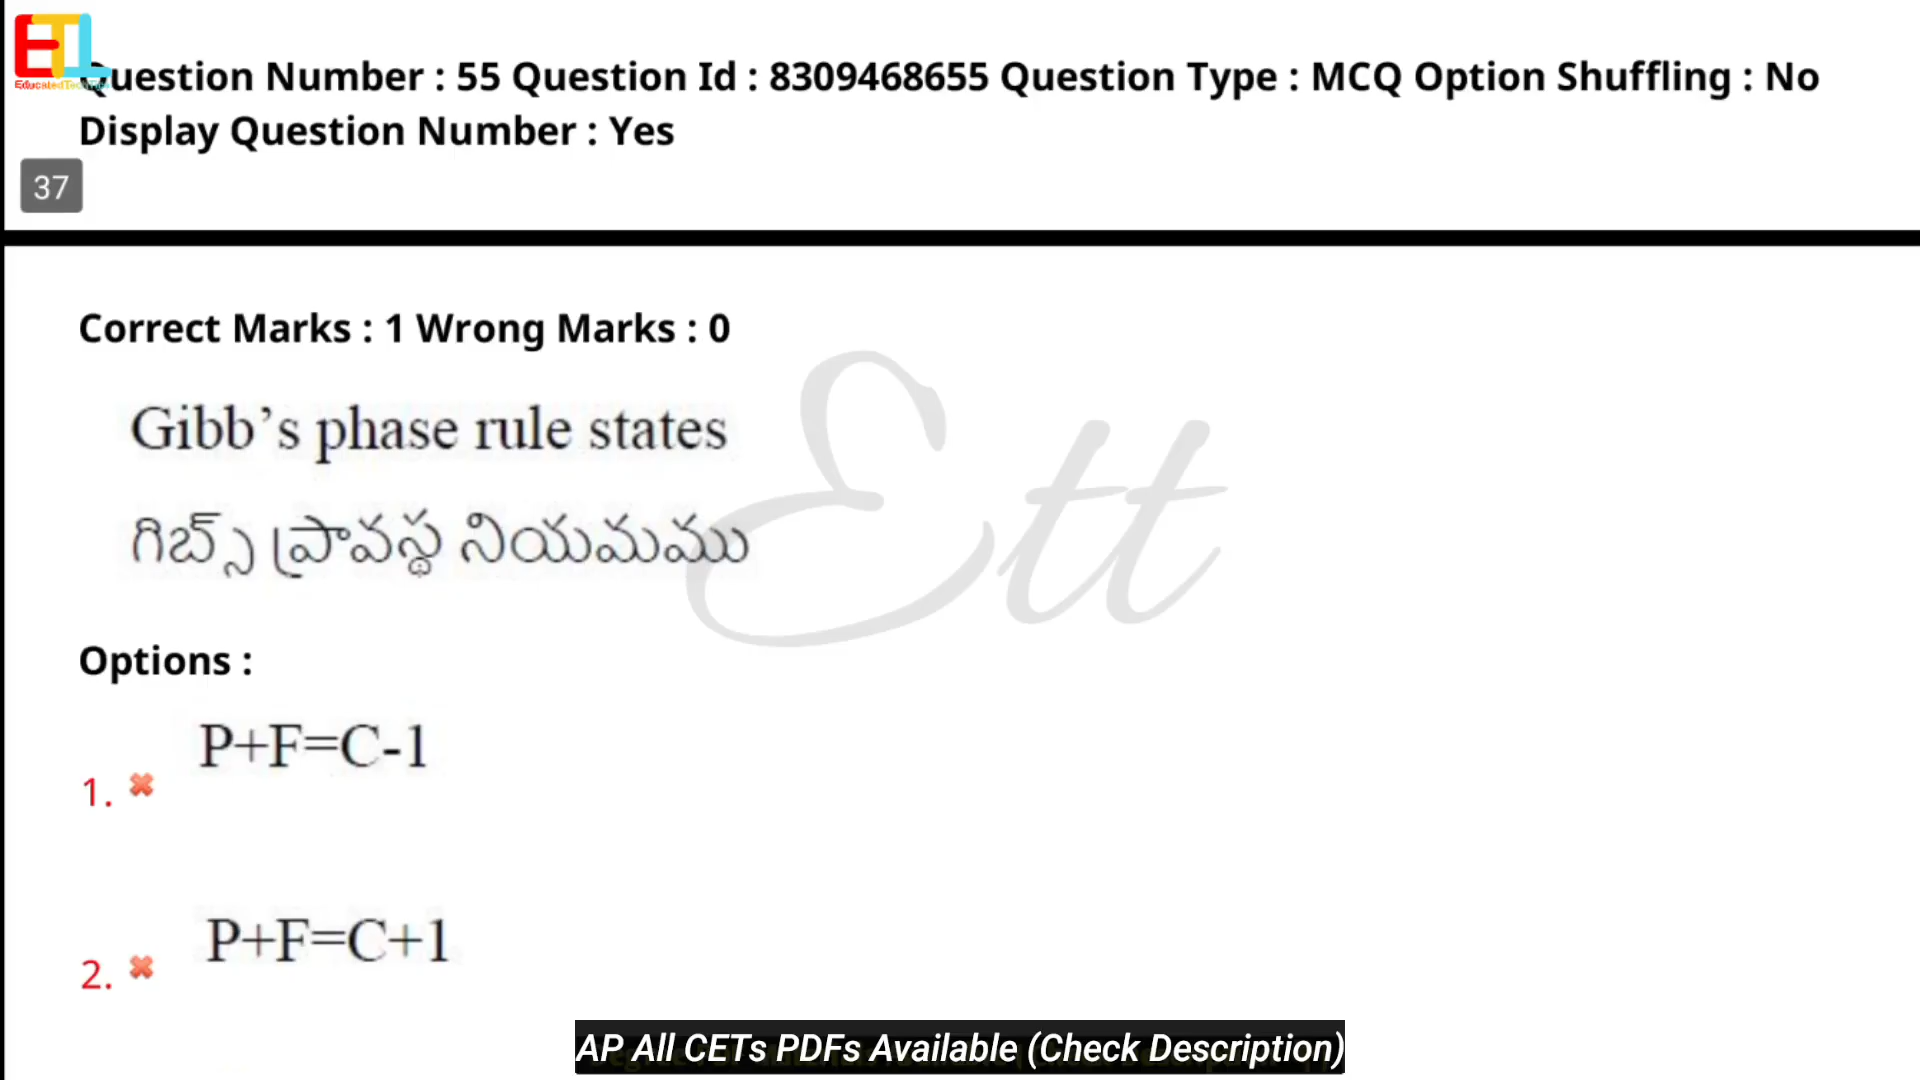 ETL
Question Number : 55 Question Id : 8309468655 Question Type : MCQ Option Shuffling : No
Display Question Number : Yes
37
Correct Marks : 1 Wrong Marks : 0
Gibb’s phase rule states
గిబ్స్ ప్రావస్థ నియమము
Ett
Options :
P+F=C-1
1.
P+F=C+1
2.
AP All CETs PDFs Available (Check Description)